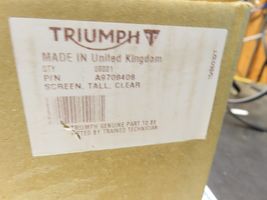 TRIUMPH
MADE IN United Kingdom
QTY 00001
P/N A9708408
SCREEN, TALL, CLEAR
TRIUMPH GENUINE PART TO BE
FITTED BY TRAINED TECHNICIAN